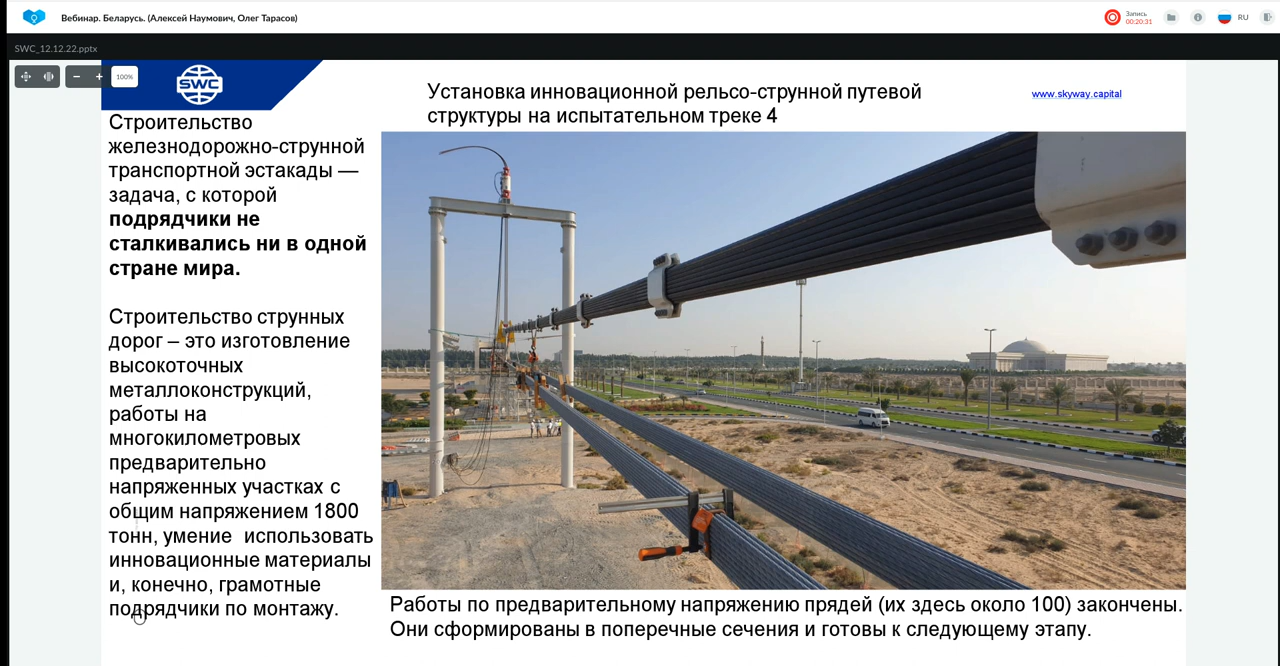 Вебинар. Беларусь. (Алексей Наумович, Олег Тарасов)
Запись
00:20:31
RU
SWC_12.12.22.pptx
100%
SWC
Установка инновационной рельсо-струнной путевой
структуры на испытательном треке 4
www.skyway.capital
Строительство
железнодорожно-струнной
транспортной эстакады —
задача, с которой
подрядчики не
сталкивались ни в одной
стране мира.
Строительство струнных
дорог – это изготовление
высокоточных
металлоконструкций,
работы на
многокилометровых
предварительно
напряженных участках с
общим напряжением 1800
тонн, умение использовать
инновационные материалы
и, конечно, грамотные
подрядчики по монтажу.
Работы по предварительному напряжению прядей (их здесь около 100) закончены.
Они сформированы в поперечные сечения и готовы к следующему этапу.